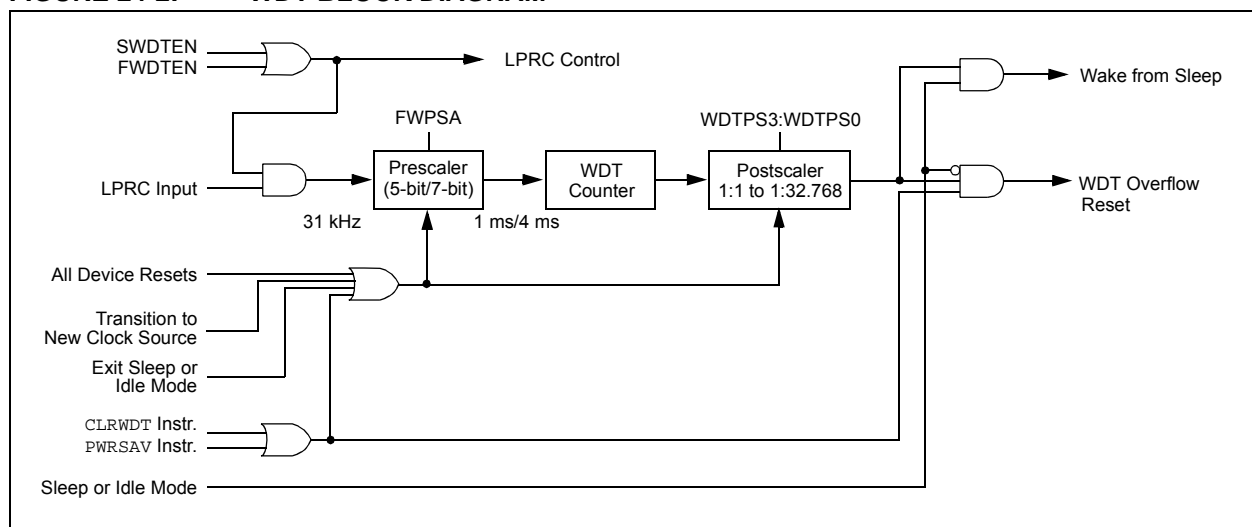 SWDTEN
FWDTEN
LPRC Control
Wake from Sleep
FWPSA
WDTPS3:WDTPS0
LPRC Input
Prescaler
(5-bit/7-bit)
WDT
Counter
Postscaler
1:1 to 1:32.768
WDT Overflow
Reset
31 kHz
1 ms/4 ms
All Device Resets
Transition to
New Clock Source
Exit Sleep or
Idle Mode
CLRWDT Instr.
PWRSAV Instr.
Sleep or Idle Mode